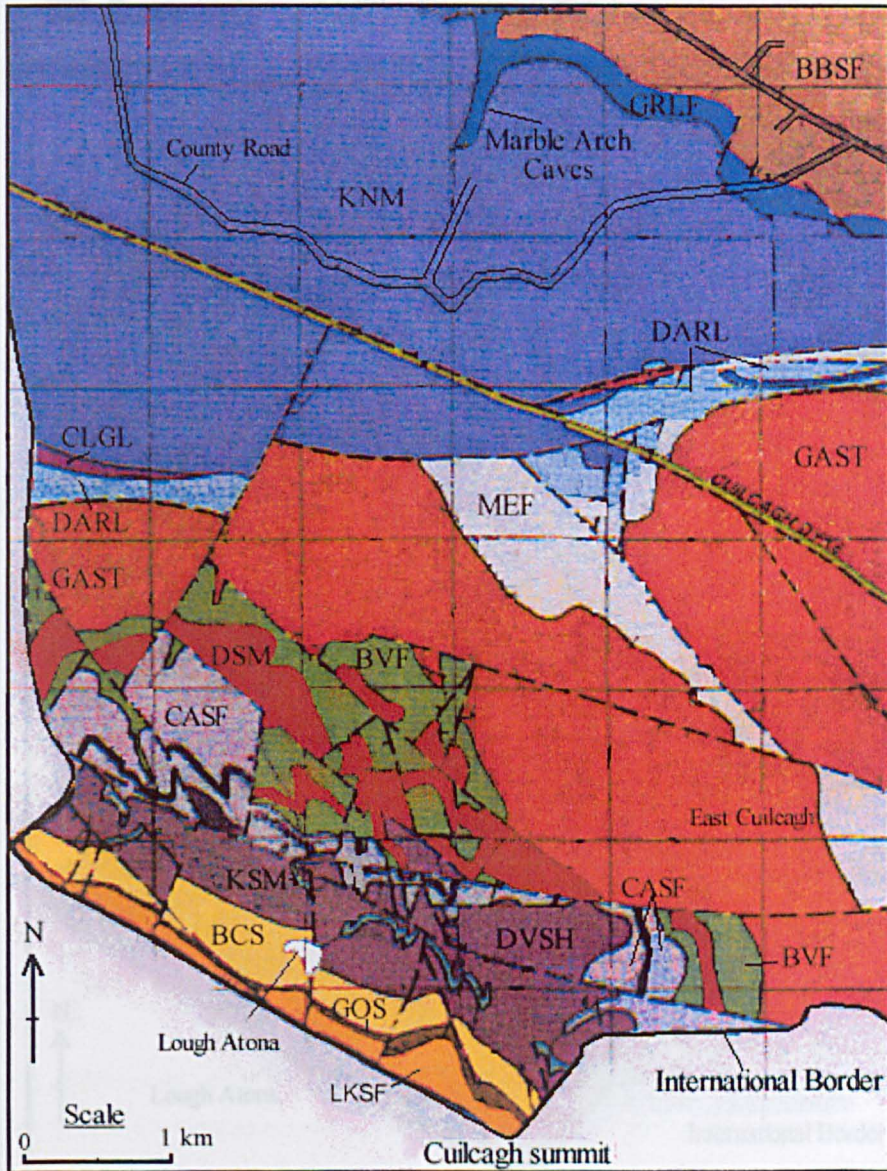 BBSF
GRLF
Marble Arch
Caves
County Road
KNM
DARL
CLGL
GAST
MEF
CUILCAGH DYKE
DARL
GAST
DSM
BVF
CASF
East Cuilcagh
CASF
KSM
BCS
DVSH
BVF
N
GOS
Lough Atona
LKSF
International Border
Scale
0
1 km
Cuilcagh summit